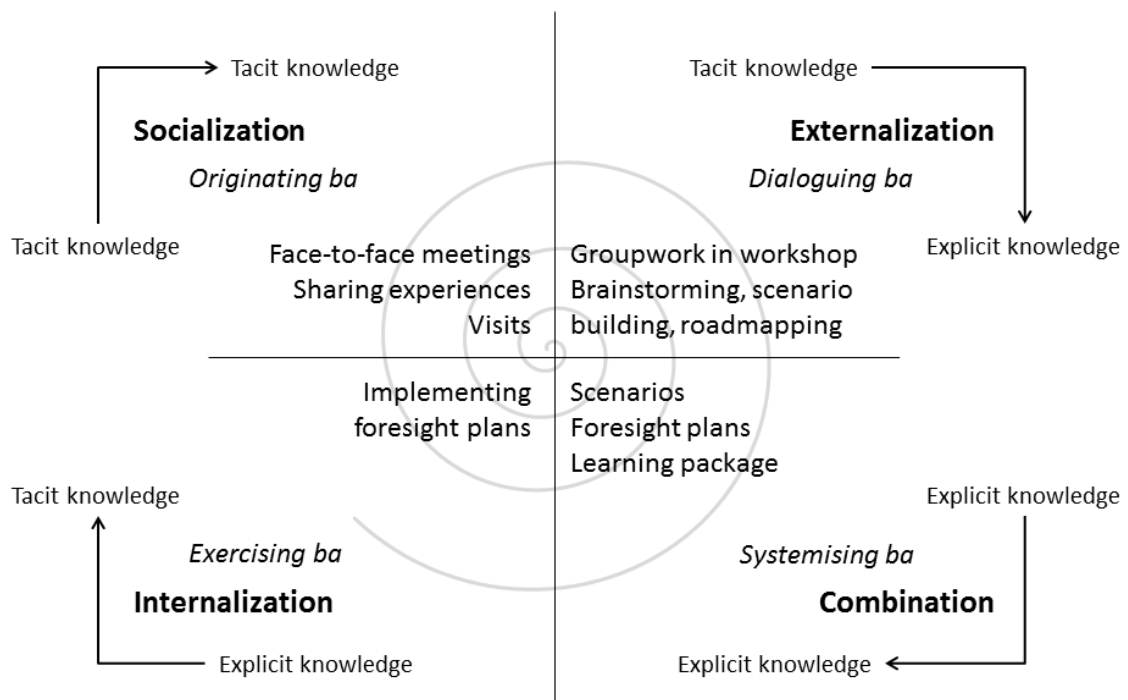 Tacit knowledge
Socialization
Originating ba
Tacit knowledge
Face-to-face meetings
Sharing experiences
Visits
Tacit knowledge
Externalization
Dialoguing ba
Explicit knowledge
Groupwork in workshop
Brainstorming, scenario
building, roadmapping
Implementing
foresight plans
Tacit knowledge
Exercising ba
Internalization
Explicit knowledge
Scenarios
Foresight plans
Learning package
Explicit knowledge
Systemising ba
Combination
Explicit knowledge